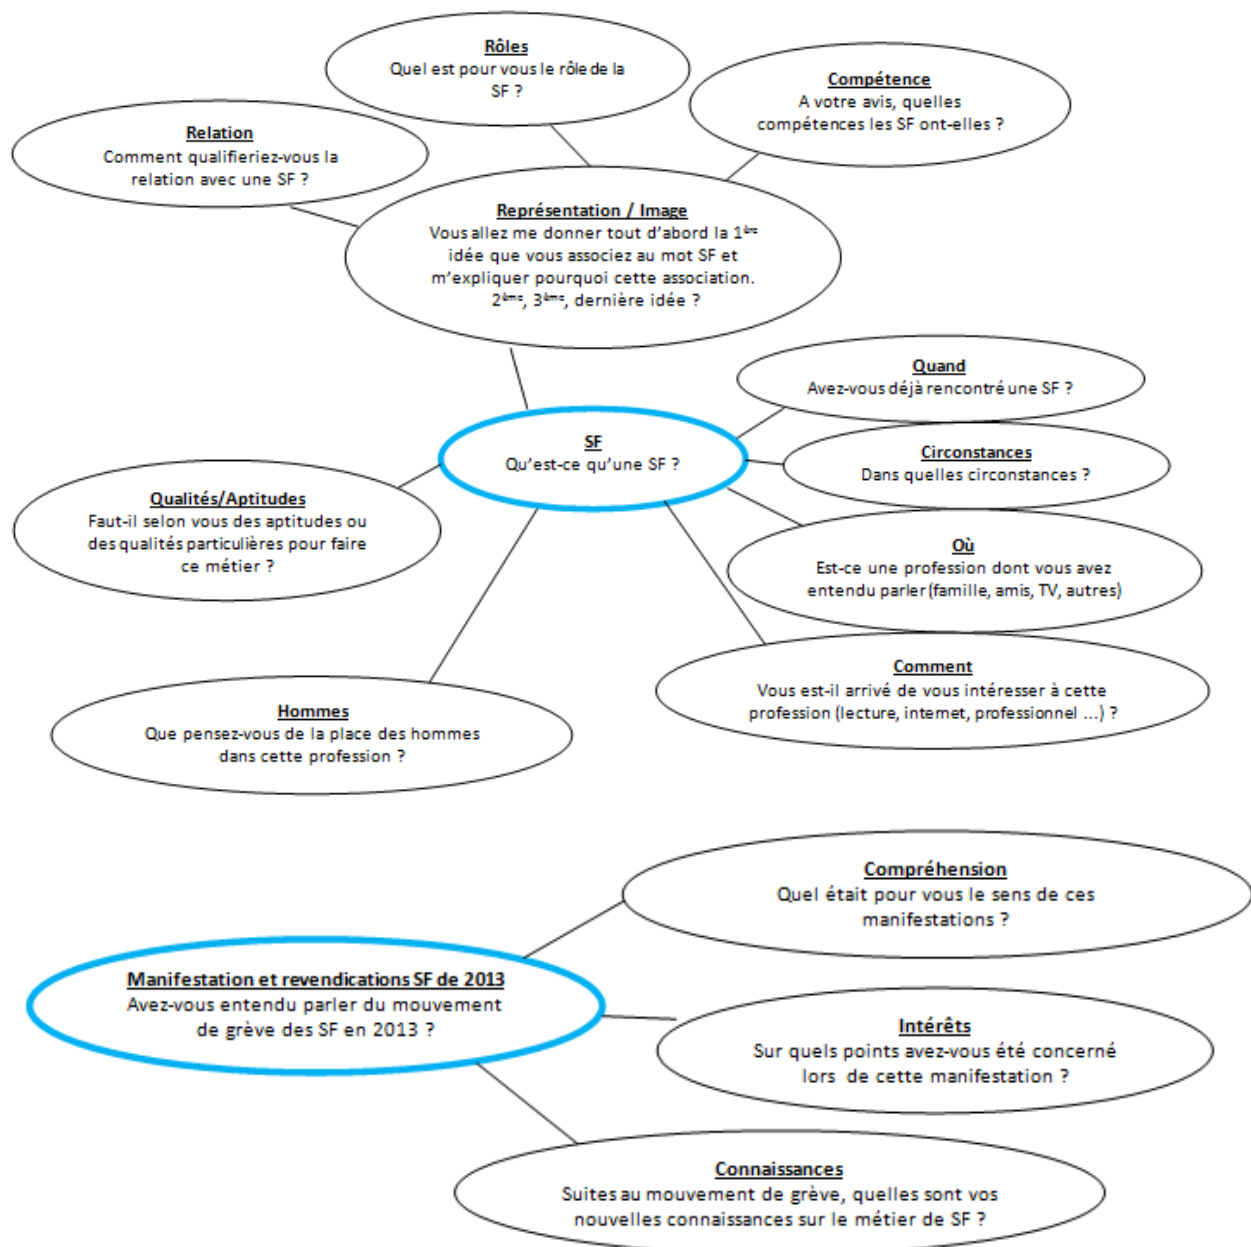 Rôles
Quel est pour vous le rôle de la
SF ?
Compétence
A votre avis, quelles
compétences les SF ont-elles ?
Relation
Comment qualifieriez-vous la
relation avec une SF ?
Représentation / Image
Vous allez me donner tout d’abord la 1ère
idée que vous associez au mot SF et
m’expliquer pourquoi cette association.
2ème, 3ème, dernière idée ?
Quand
Avez-vous déjà rencontré une SF ?
SF
Qu’est-ce qu’une SF ?
Circonstances
Dans quelles circonstances ?
Qualités/Aptitudes
Faut-il selon vous des aptitudes ou
des qualités particulières pour faire
ce métier ?
Où
Est-ce une profession dont vous avez
entendu parler (famille, amis, TV, autres)
Comment
Vous est-il arrivé de vous intéresser à cette
profession (lecture, internet, professionnel ...) ?
Hommes
Que pensez-vous de la place des hommes
dans cette profession ?
Compréhension
Quel était pour vous le sens de ces
manifestations ?
Manifestation et revendications SF de 2013
Avez-vous entendu parler du mouvement
de grève des SF en 2013 ?
Intérêts
Sur quels points avez-vous été concerné
lors de cette manifestation ?
Connaissances
Suites au mouvement de grève, quelles sont vos
nouvelles connaissances sur le métier de SF ?